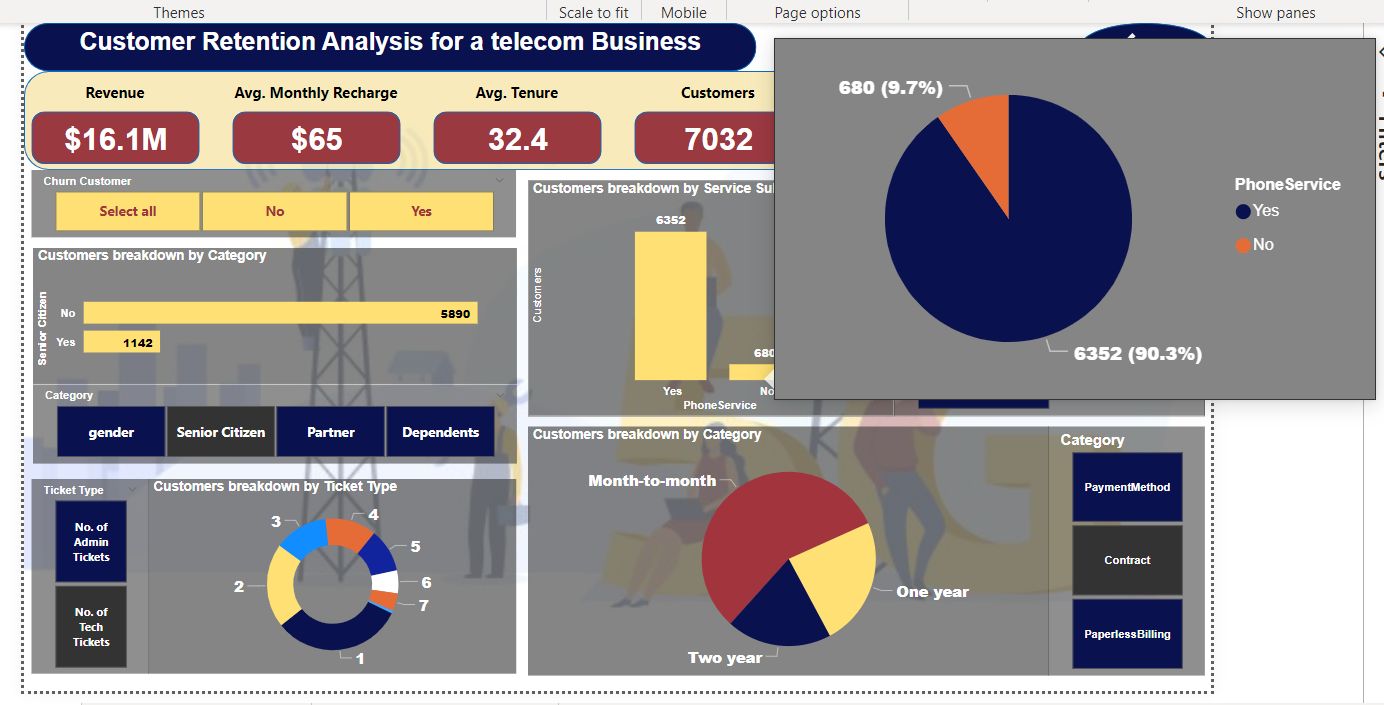 Themes
Scale to fit
Mobile
Page options
Show panes
Customer Retention Analysis for a telecom Business
Revenue
Avg. Monthly Recharge
Avg. Tenure
Customers
$16.1M
$65
32.4
7032
Churn Customer
Select all
No
Yes
Customers breakdown by Category
Senior Citizen
No
5890
Yes
1142
Category
gender
Senior Citizen
Partner
Dependents
Ticket Type
No. of
Admin
Tickets
No. of
Tech
Tickets
Customers breakdown by Ticket Type
1
2
3
4
5
6
7
Customers breakdown by Service
Customers
6352
680
Yes
No
PhoneService
680 (9.7%)
6352 (90.3%)
PhoneService
Yes
No
Filters
Customers breakdown by Category
Month-to-month
One year
Two year
Category
PaymentMethod
Contract
PaperlessBilling